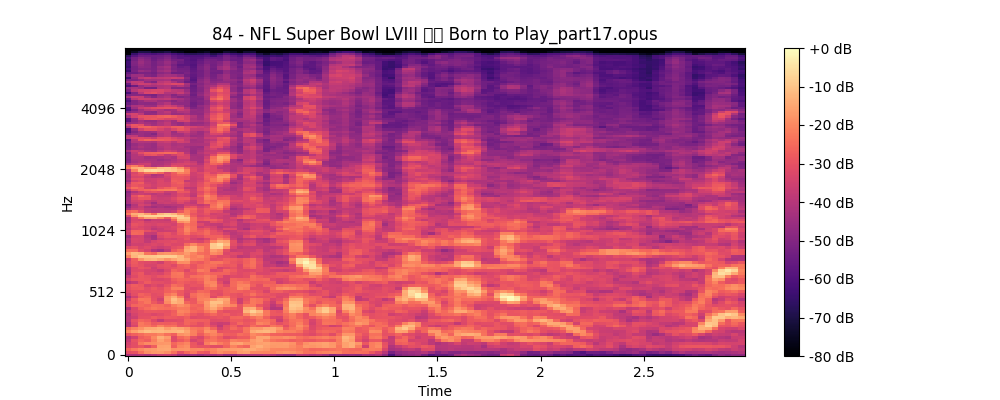 84 - NFL Super Bowl LVIII 􀀀􀀀 Born to Play_part17.opus
+0 dB
-10 dB
-20 dB
-30 dB
-40 dB
-50 dB
-60 dB
-70 dB
-80 dB
4096
2048
1024
512
0
Hz
0
0.5
1
1.5
2
2.5
Time